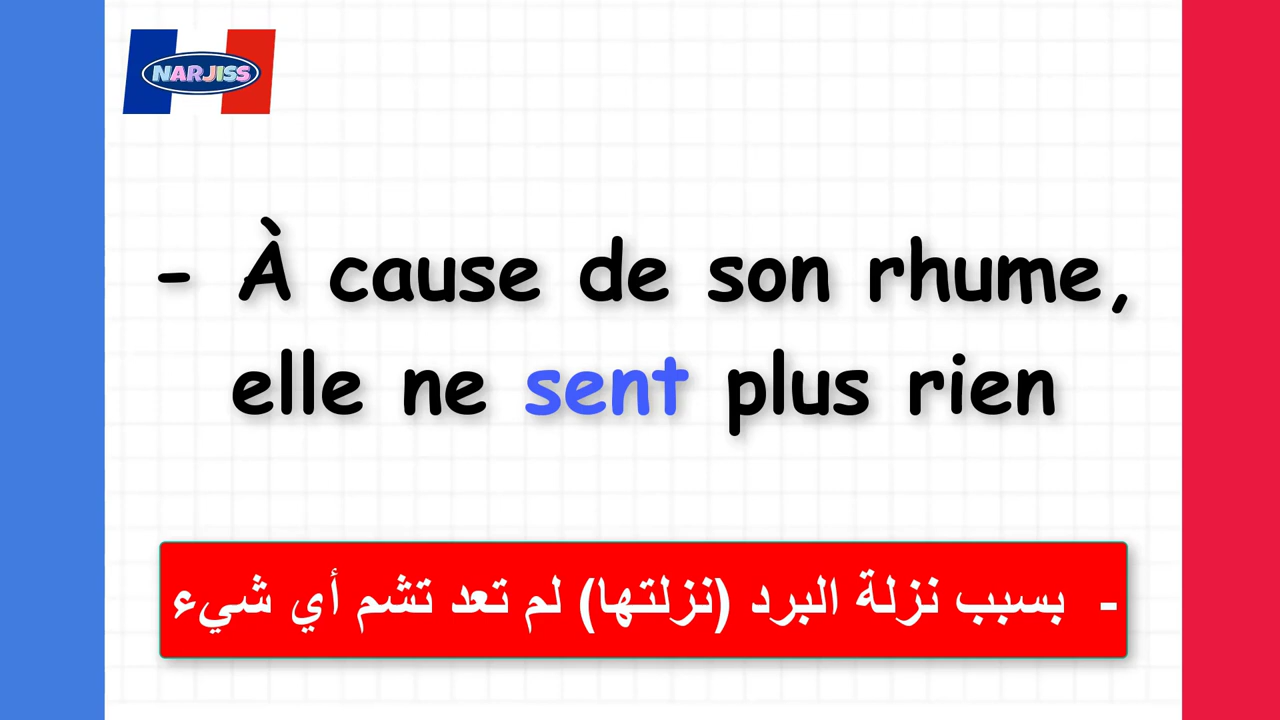 NARJISS
- À cause de son rhume,
elle ne sent plus rien
- بسبب نزلة البرد (نزلتها) لم تعد تشم أي شيء